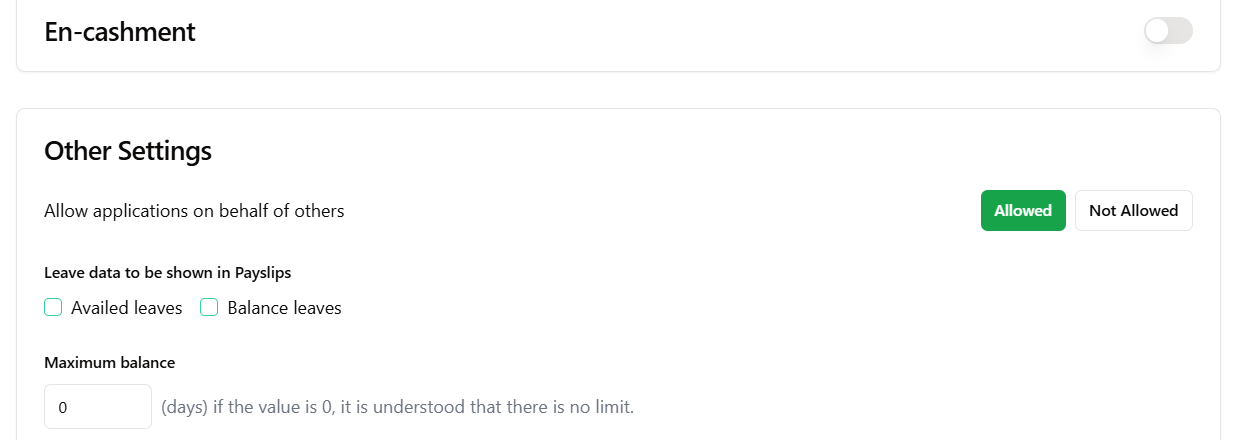 En-cashment
Other Settings
Allow applications on behalf of others
Allowed
Not Allowed
Leave data to be shown in Payslips
Availed leaves
Balance leaves
Maximum balance
0
(days) if the value is 0, it is understood that there is no limit.